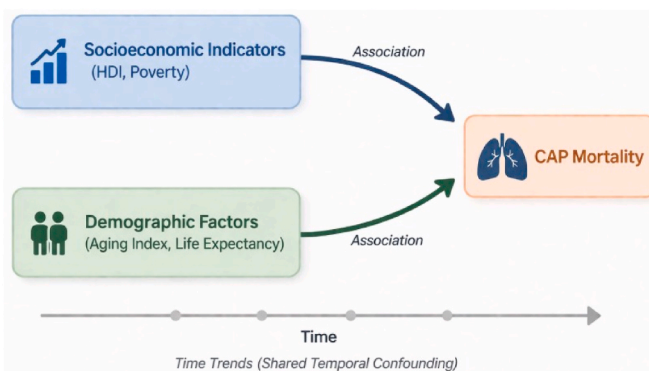 Socioeconomic Indicators
(HDI, Poverty)
Association
CAP Mortality
Demographic Factors
(Aging Index, Life Expectancy)
Association
Time
Time Trends (Shared Temporal Confounding)